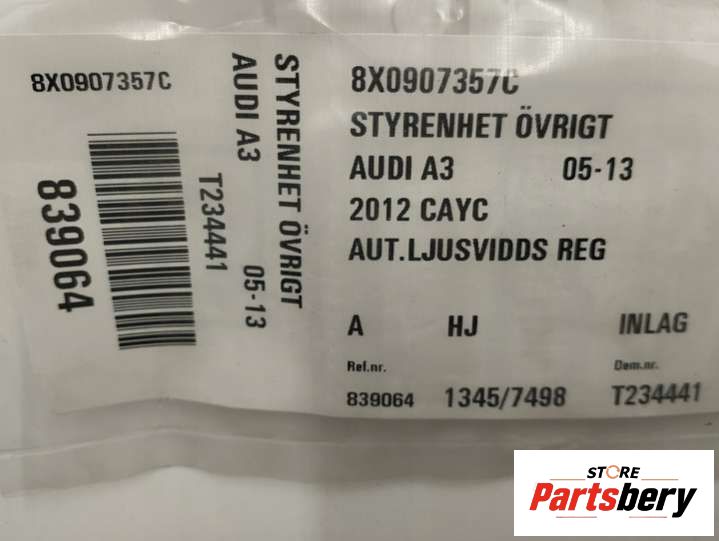 8X0907357C
839064
STYRENHET ÖVRIGT
AUDI A3 05-13
T234441
8X0907357C
STYRENHET ÖVRIGT
AUDI A3 05-13
2012 CAYC
AUT.LJUSVIDDS REG
A HJ INLAG
Ref.nr. Dem.nr.
839064 1345/7498 T234441
STORE
Partsbery